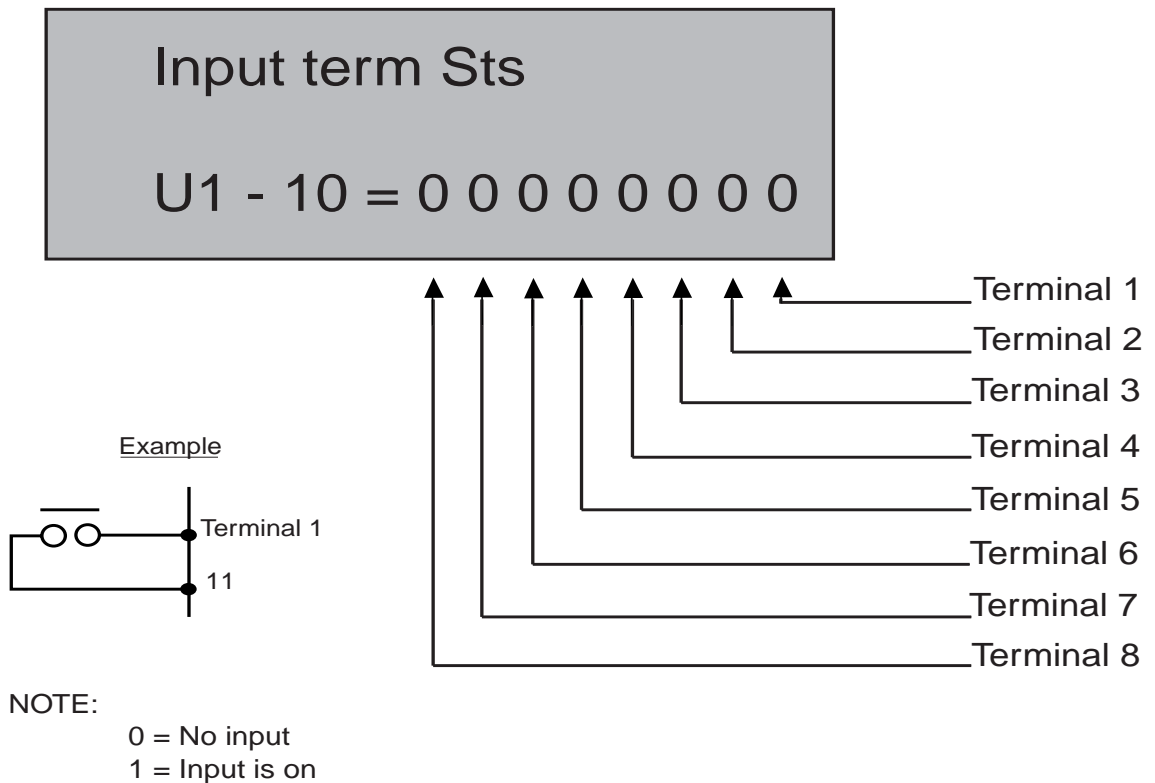 Input term Sts
U1 - 10 = 0 0 0 0 0 0 0 0
Terminal 1
Terminal 2
Terminal 3
Terminal 4
Terminal 5
Terminal 6
Terminal 7
Terminal 8
Example
Terminal 1
11
NOTE:
0 = No input
1 = Input is on